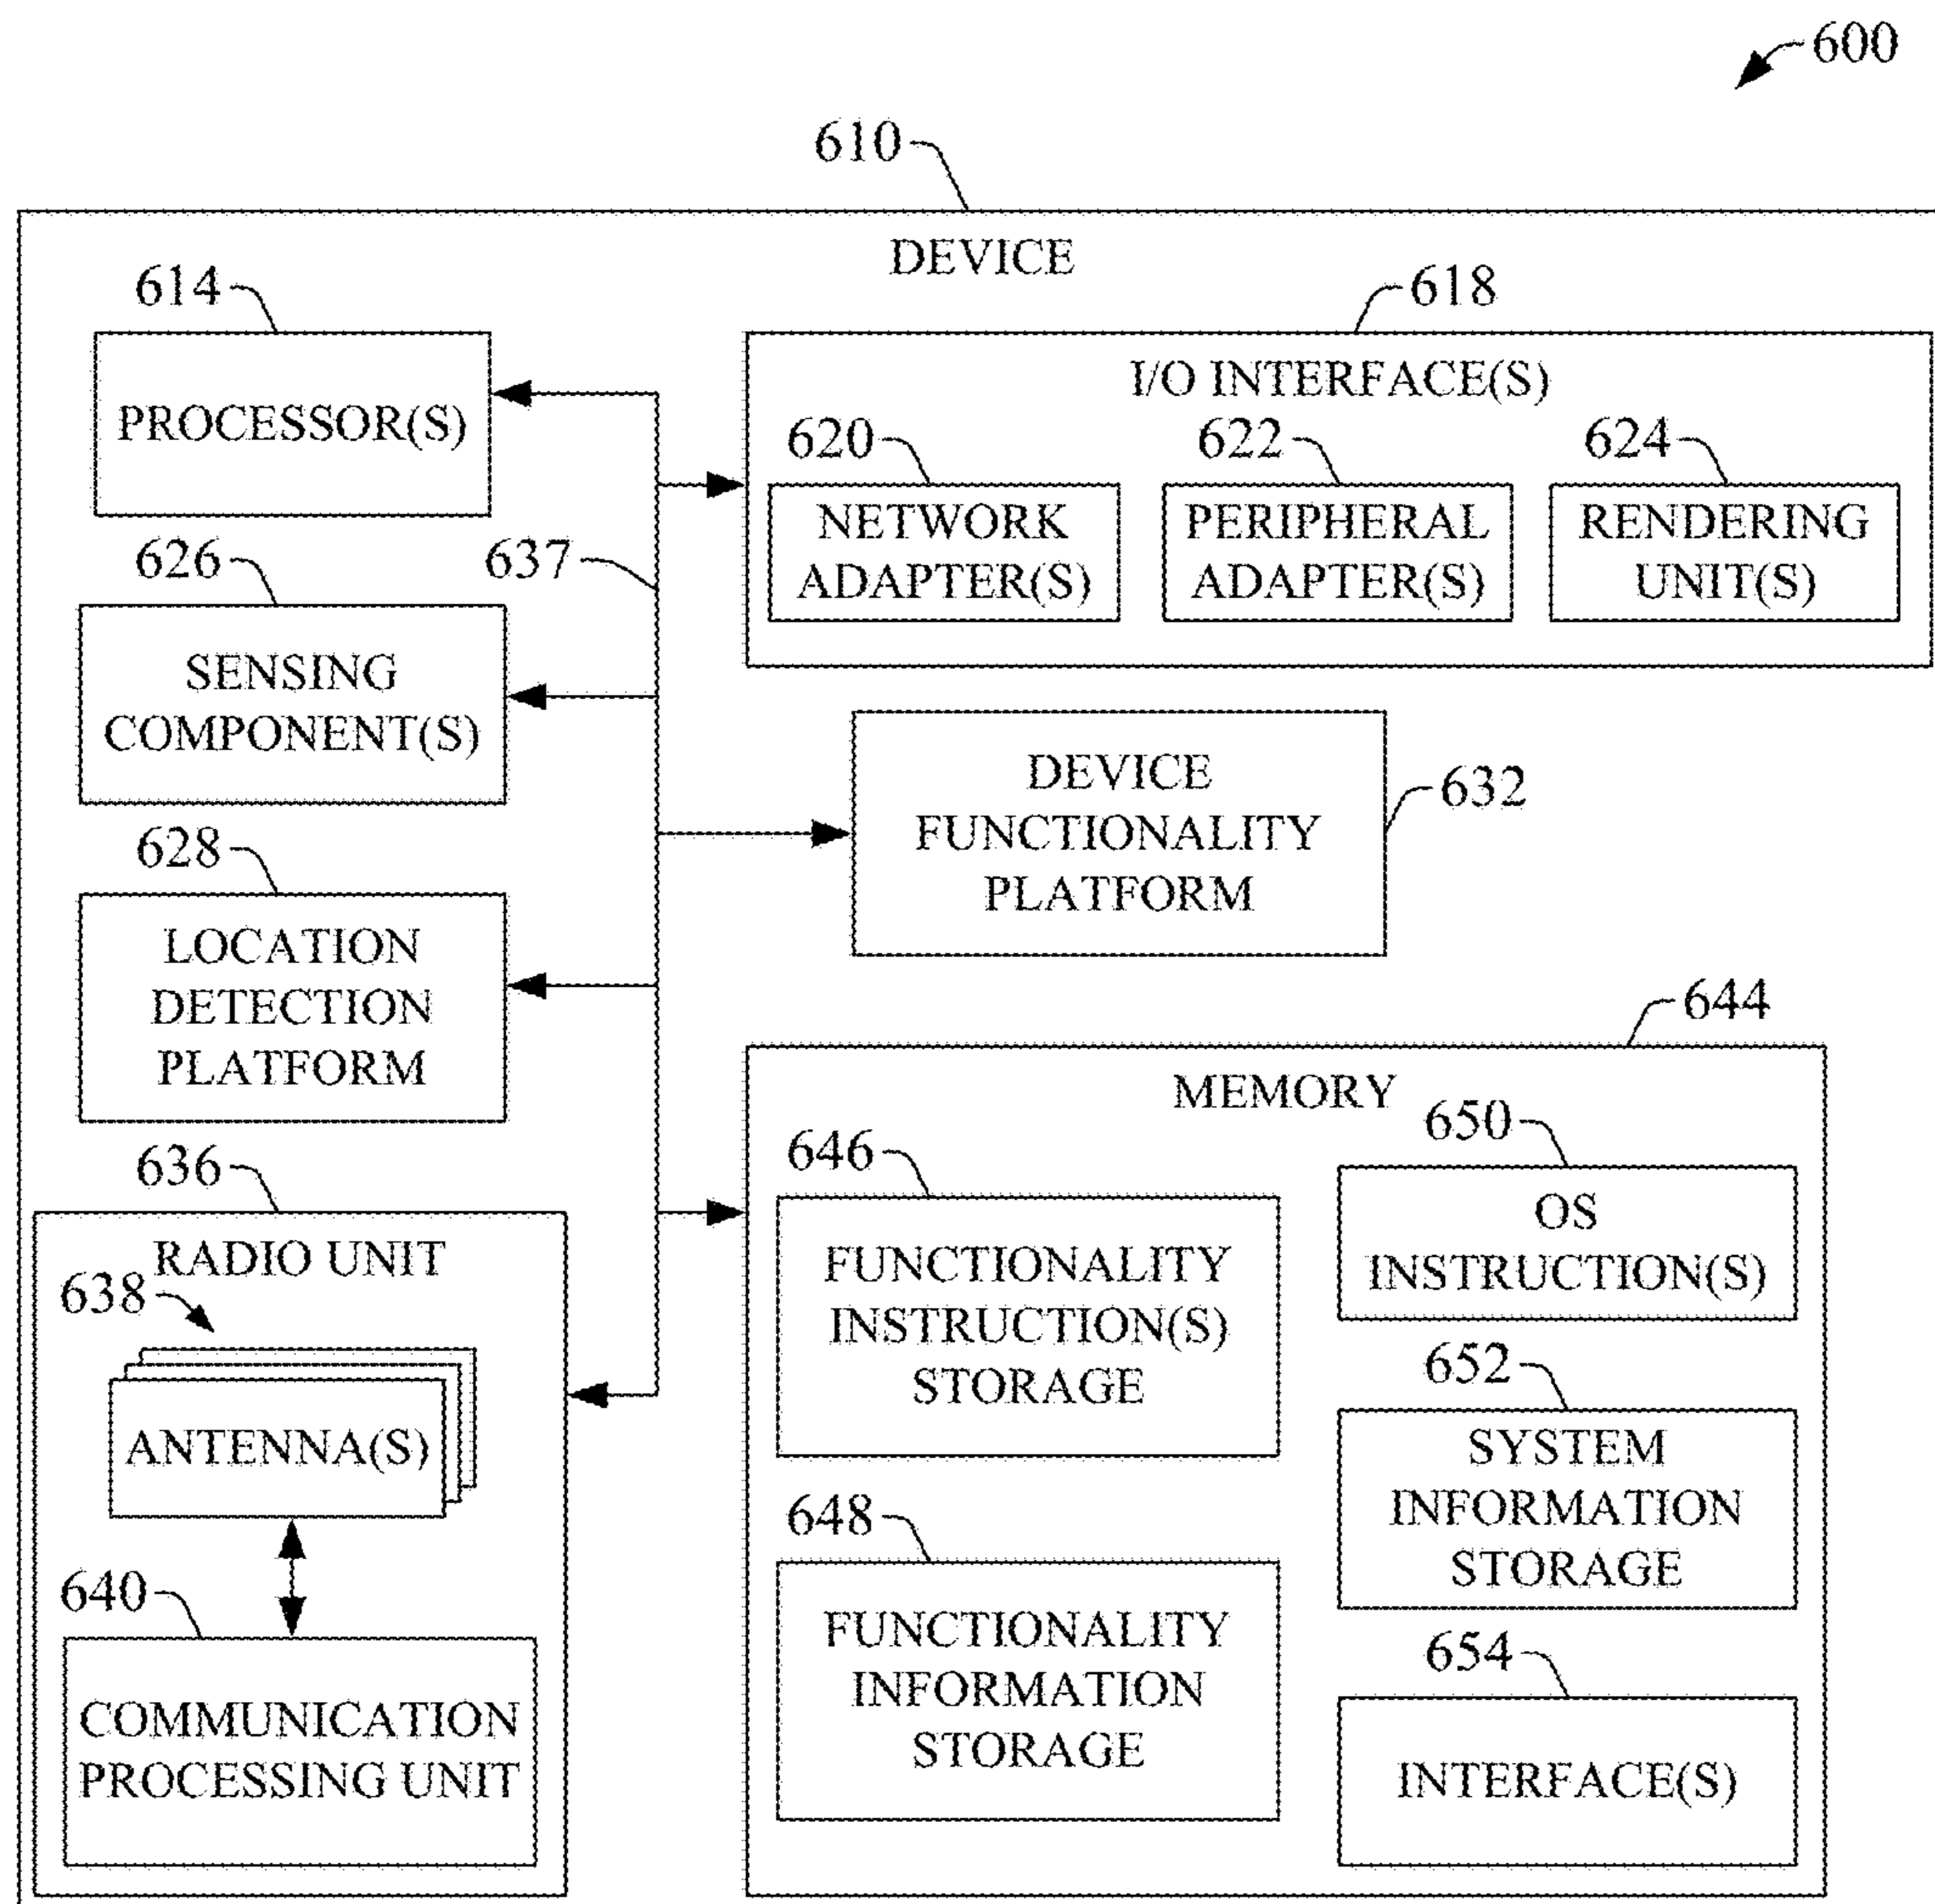 600
610
DEVICE
614
PROCESSOR(S)
618
I/O INTERFACE(S)
620
NETWORK
ADAPTER(S)
622
PERIPHERAL
ADAPTER(S)
624
RENDERING
UNIT(S)
626
SENSING
COMPONENT(S)
637
DEVICE
FUNCTIONALITY
PLATFORM
632
628
LOCATION
DETECTION
PLATFORM
636
RADIO UNIT
638
ANTENNA(S)
640
COMMUNICATION
PROCESSING UNIT
644
MEMORY
646
FUNCTIONALITY
INSTRUCTION(S)
STORAGE
648
FUNCTIONALITY
INFORMATION
STORAGE
650
OS
INSTRUCTION(S)
652
SYSTEM
INFORMATION
STORAGE
654
INTERFACE(S)